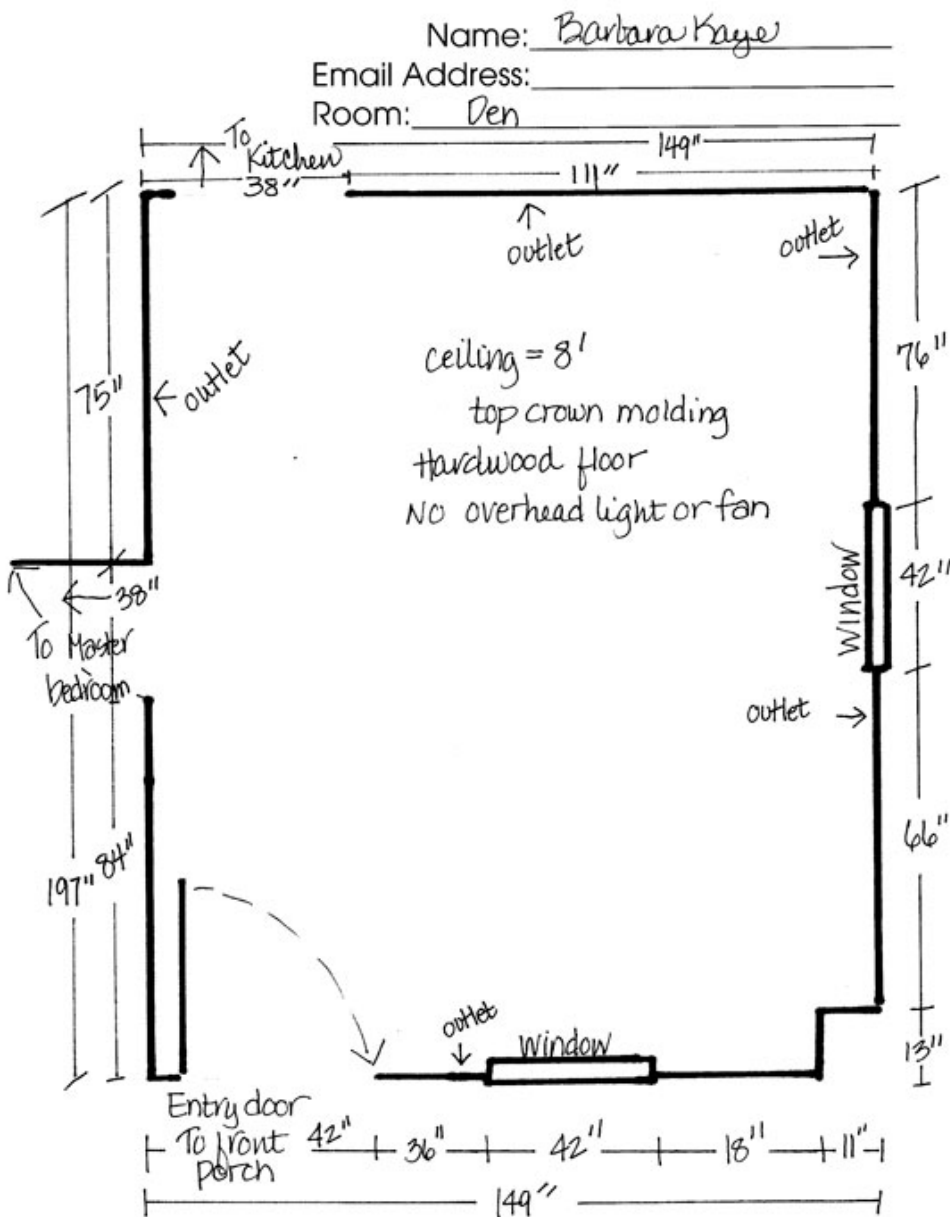 Name: Barbara Kaye
Email Address:
Room: Den
149"
To Kitchen
38"
111"
outlet
outlet
75"
outlet
ceiling = 8'
top crown molding
Hardwood floor
NO overhead light or fan
76"
42"
Window
38"
To Master
bedroom
outlet
66"
197"
84"
outlet
Window
13"
Entry door
To front
porch
42"
36"
42"
18"
11"
149"